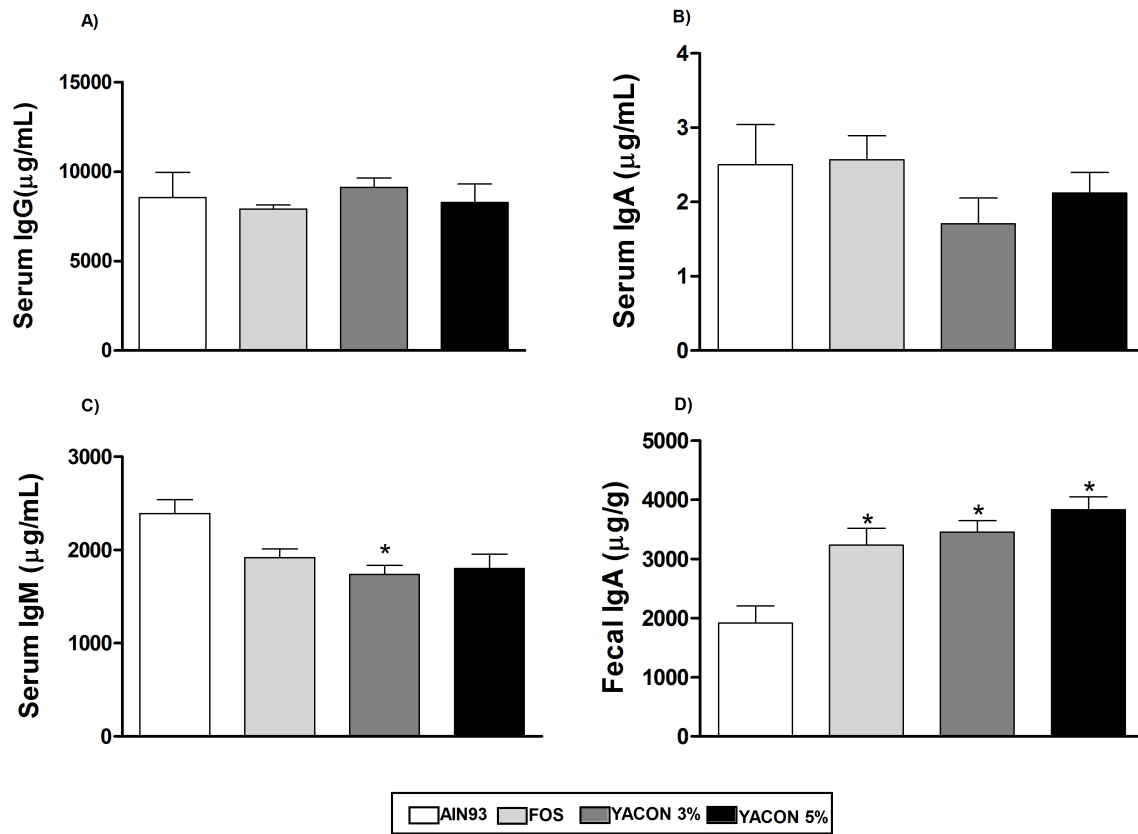 A)
Serum IgG(μg/mL)
15000
10000
5000
0
B)
Serum IgA (μg/mL)
4
3
2
1
0
C)
Serum IgM (μg/mL)
3000
2000
1000
0
*
D)
Fecal IgA (μg/g)
5000
4000
3000
2000
1000
0
* * *
AIN93 FOS YACON 3% YACON 5%